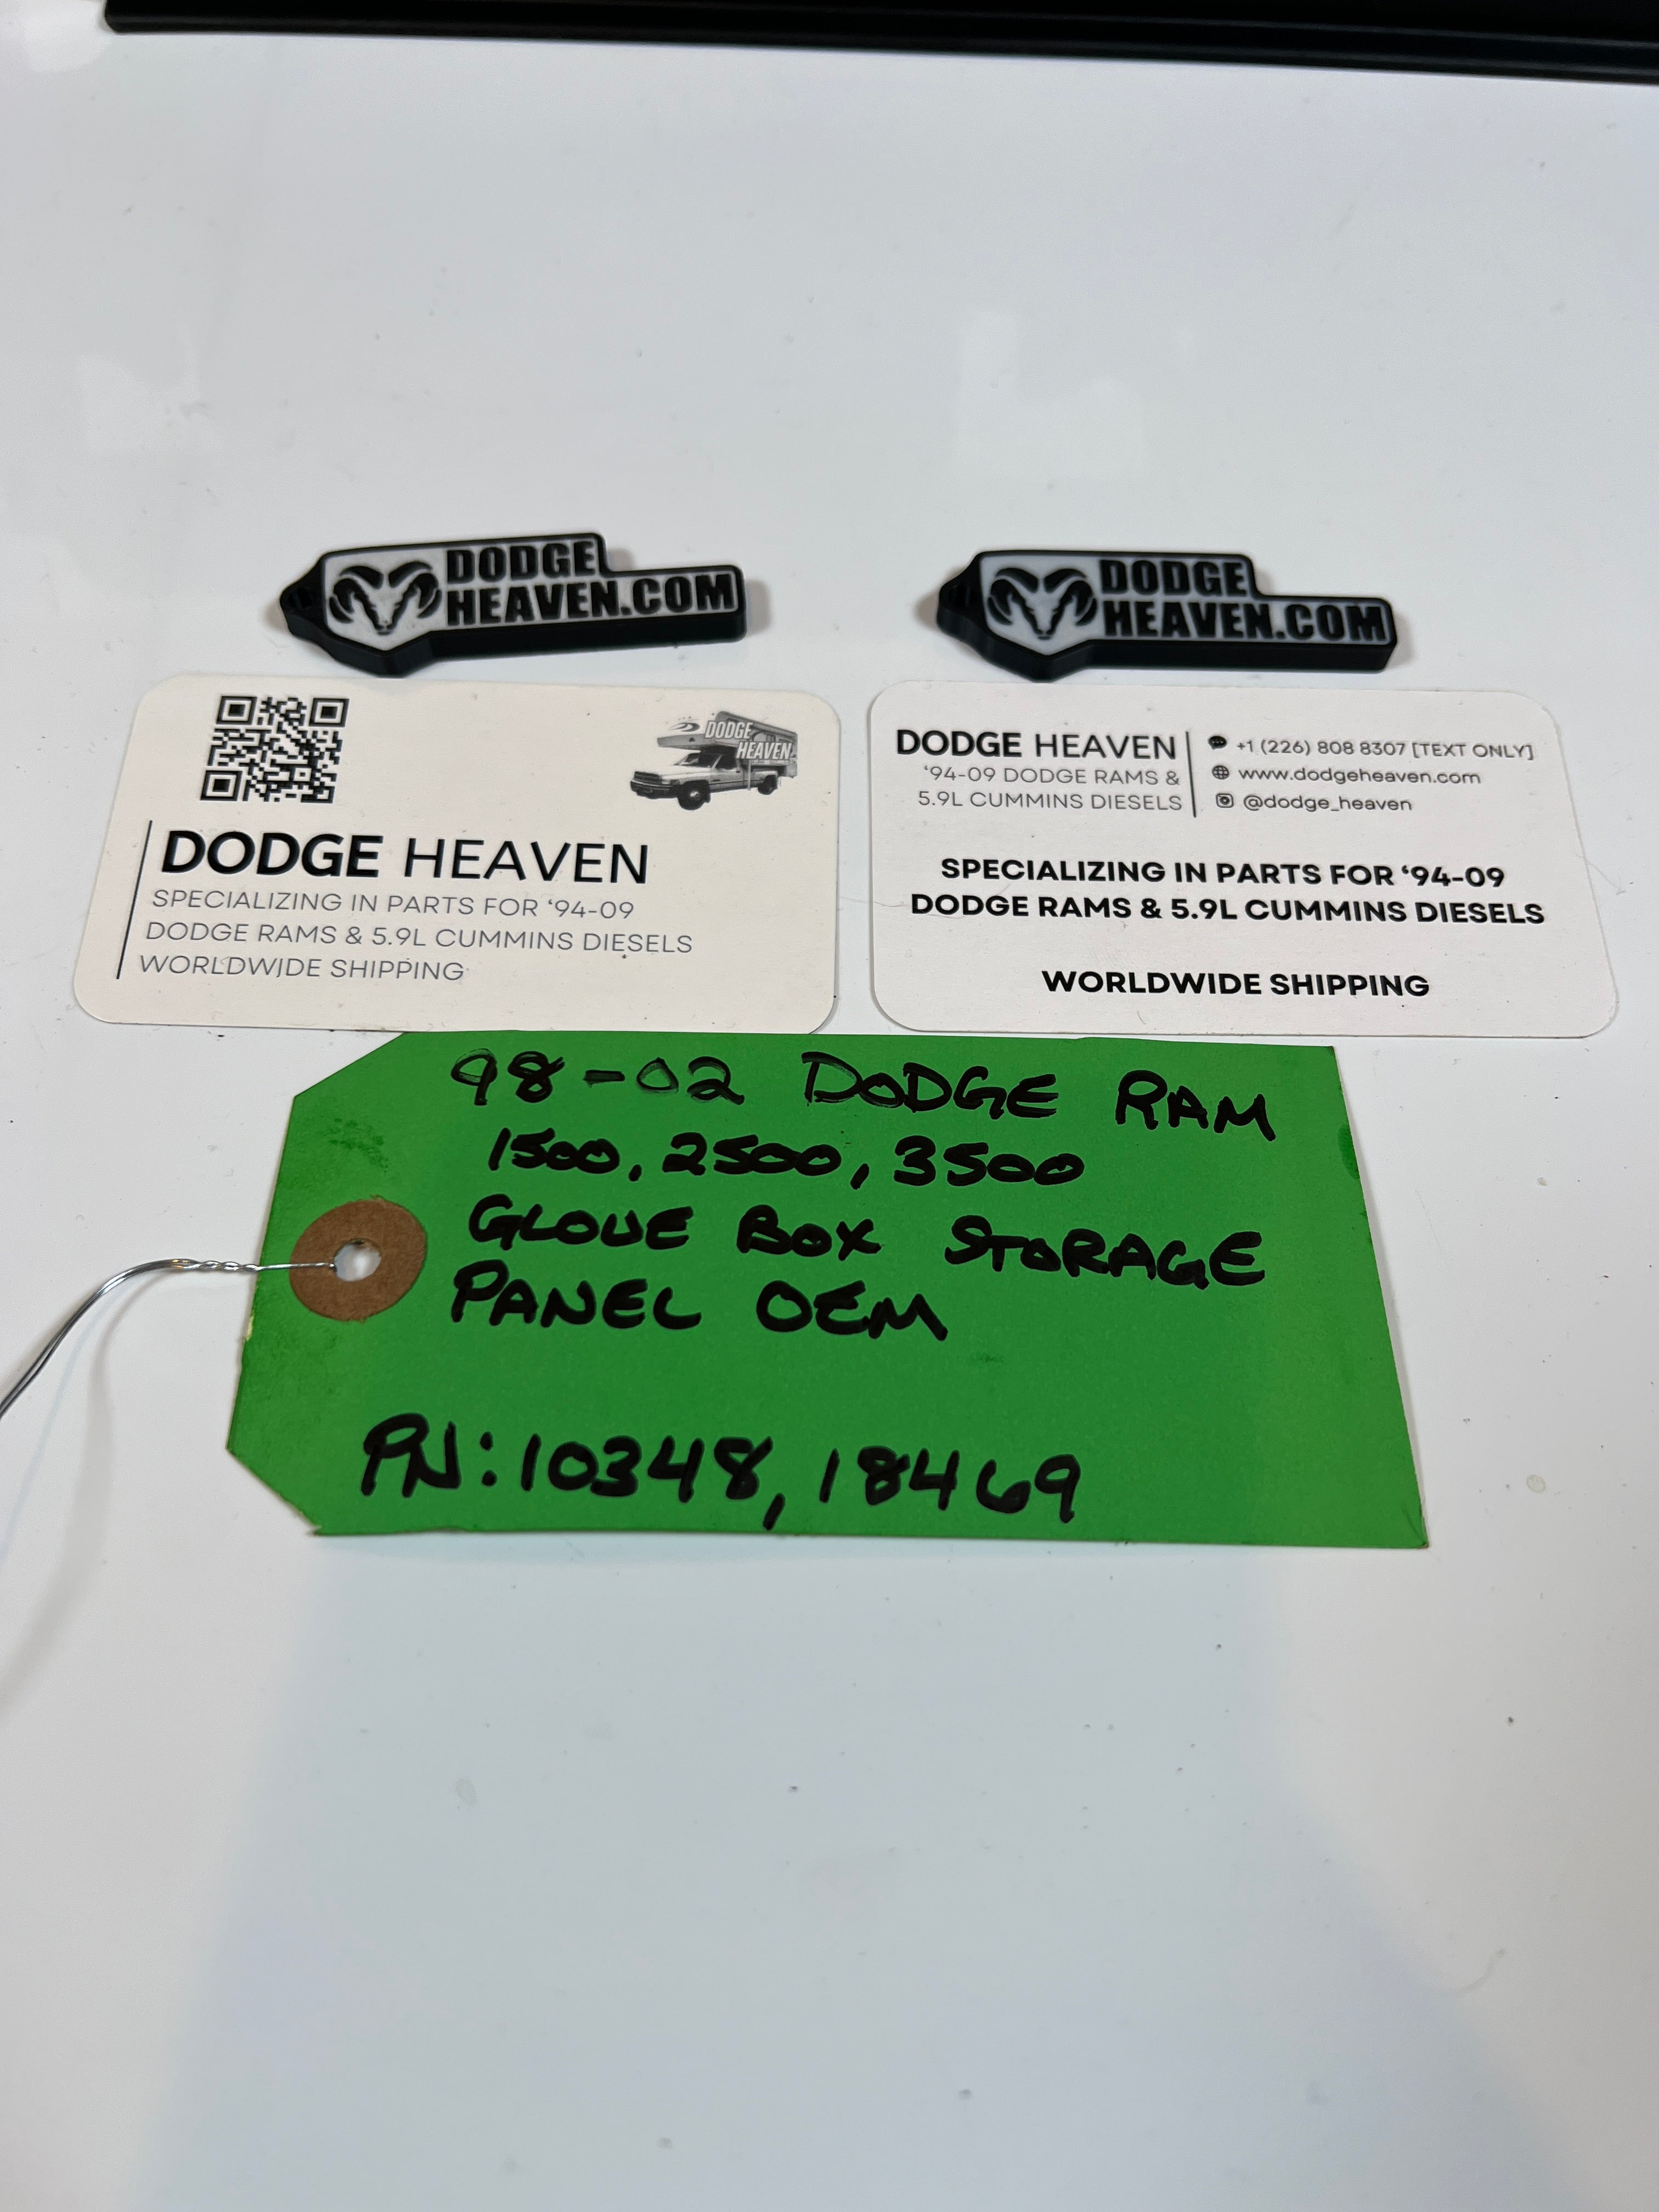 DODGE
HEAVEN.COM
DODGE
HEAVEN.COM
DODGE
HEAVEN
DODGE HEAVEN
SPECIALIZING IN PARTS FOR ‘94-09
DODGE RAMS & 5.9L CUMMINS DIESELS
WORLDWIDE SHIPPING
DODGE HEAVEN
‘94-09 DODGE RAMS &
5.9L CUMMINS DIESELS
+1 (226) 808 8307 [TEXT ONLY]
www.dodgeheaven.com
@dodge_heaven
SPECIALIZING IN PARTS FOR ‘94-09
DODGE RAMS & 5.9L CUMMINS DIESELS
WORLDWIDE SHIPPING
98-02 DODGE RAM
1500, 2500, 3500
GLOVE BOX STORAGE
PANEL OEM
PN:10348, 18469